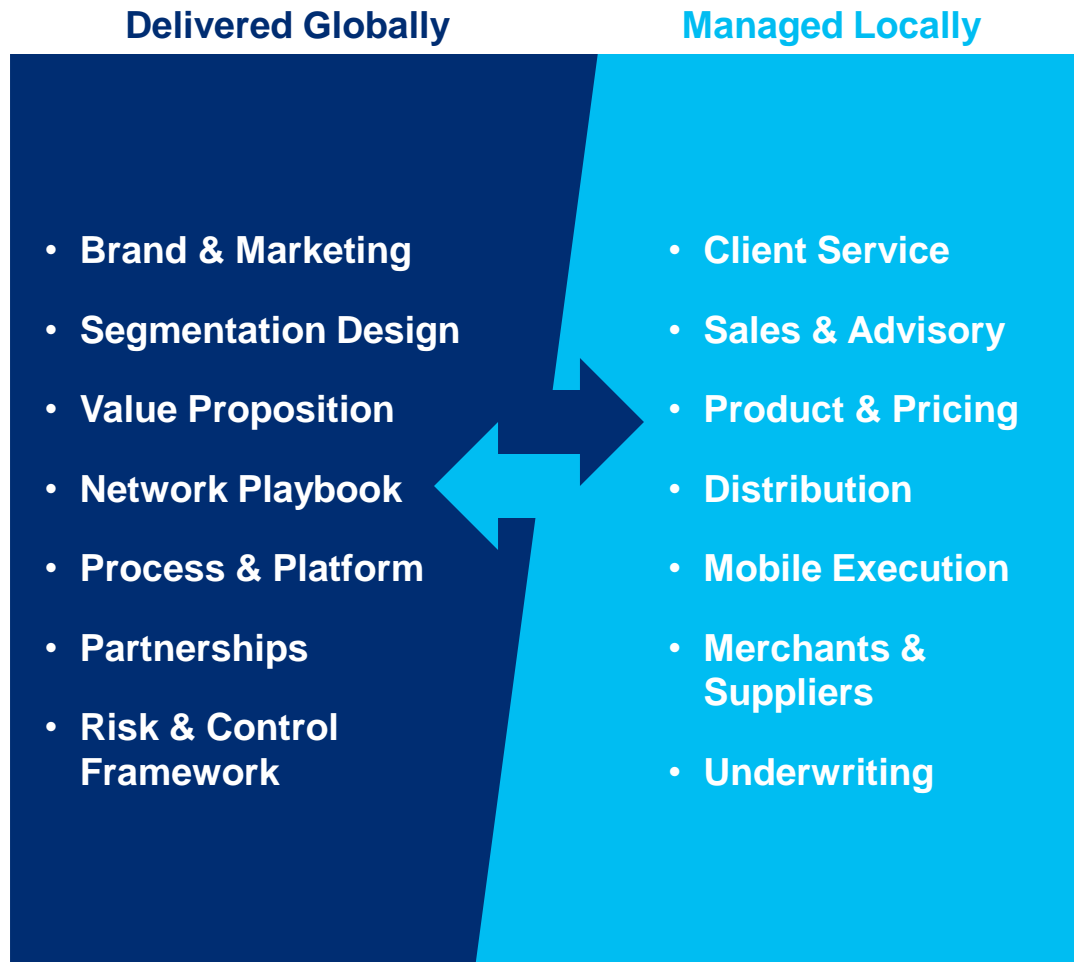 Delivered Globally
Managed Locally
• Brand & Marketing
• Segmentation Design
• Value Proposition
• Network Playbook
• Process & Platform
• Partnerships
• Risk & Control
Framework
• Client Service
• Sales & Advisory
• Product & Pricing
• Distribution
• Mobile Execution
• Merchants &
Suppliers
• Underwriting